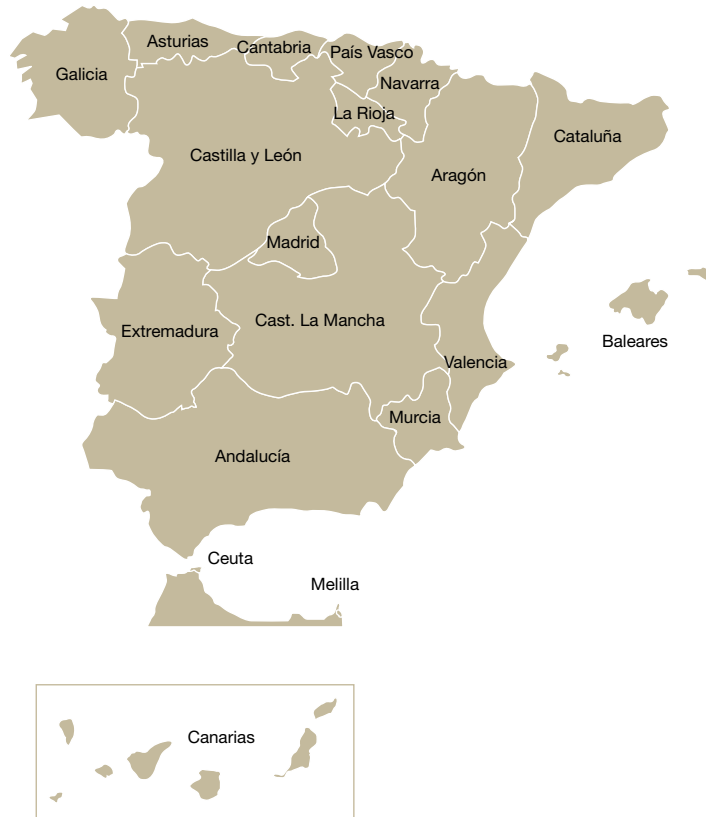 Asturias
Cantabria
País Vasco
Galicia
Navarra
La Rioja
Cataluña
Castilla y León
Aragón
Madrid
Cast. La Mancha
Extremadura
Baleares
Valencia
Murcia
Andalucía
Ceuta
Melilla
Canarias